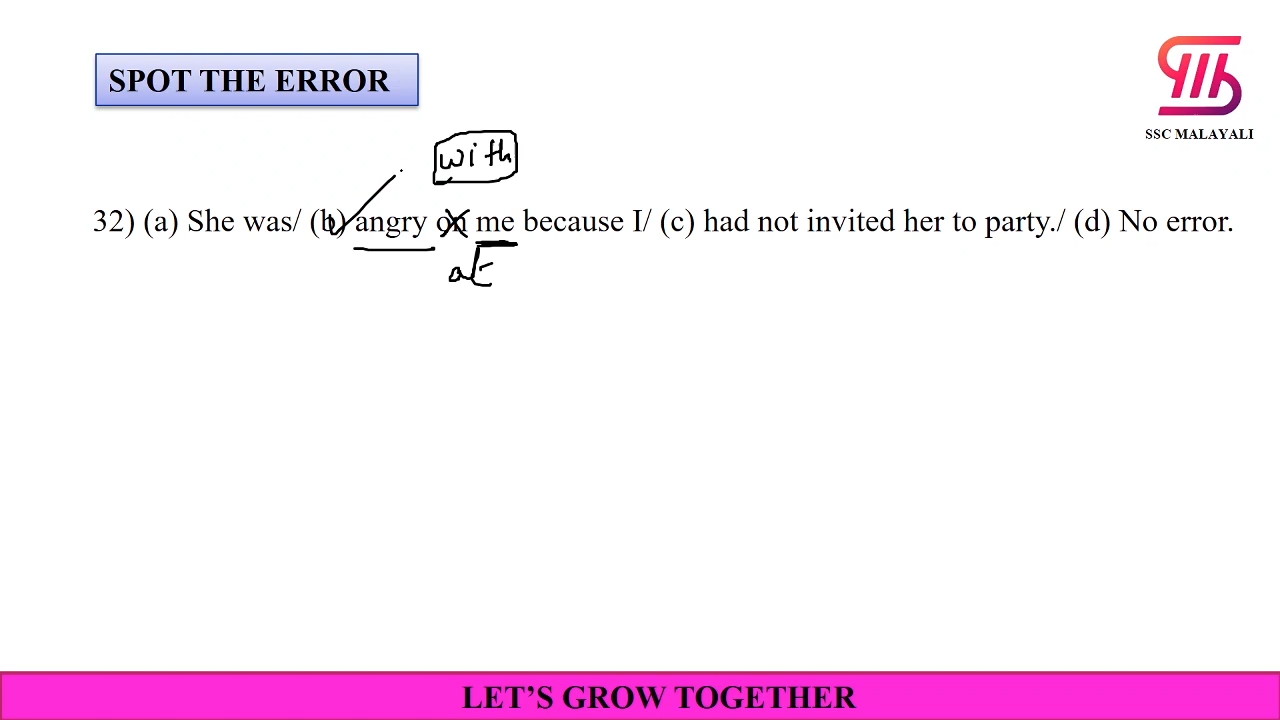 SPOT THE ERROR
SSC MALAYALI
with
32) (a) She was/ (b) angry on me because I/ (c) had not invited her to party./ (d) No error.
at
LET'S GROW TOGETHER